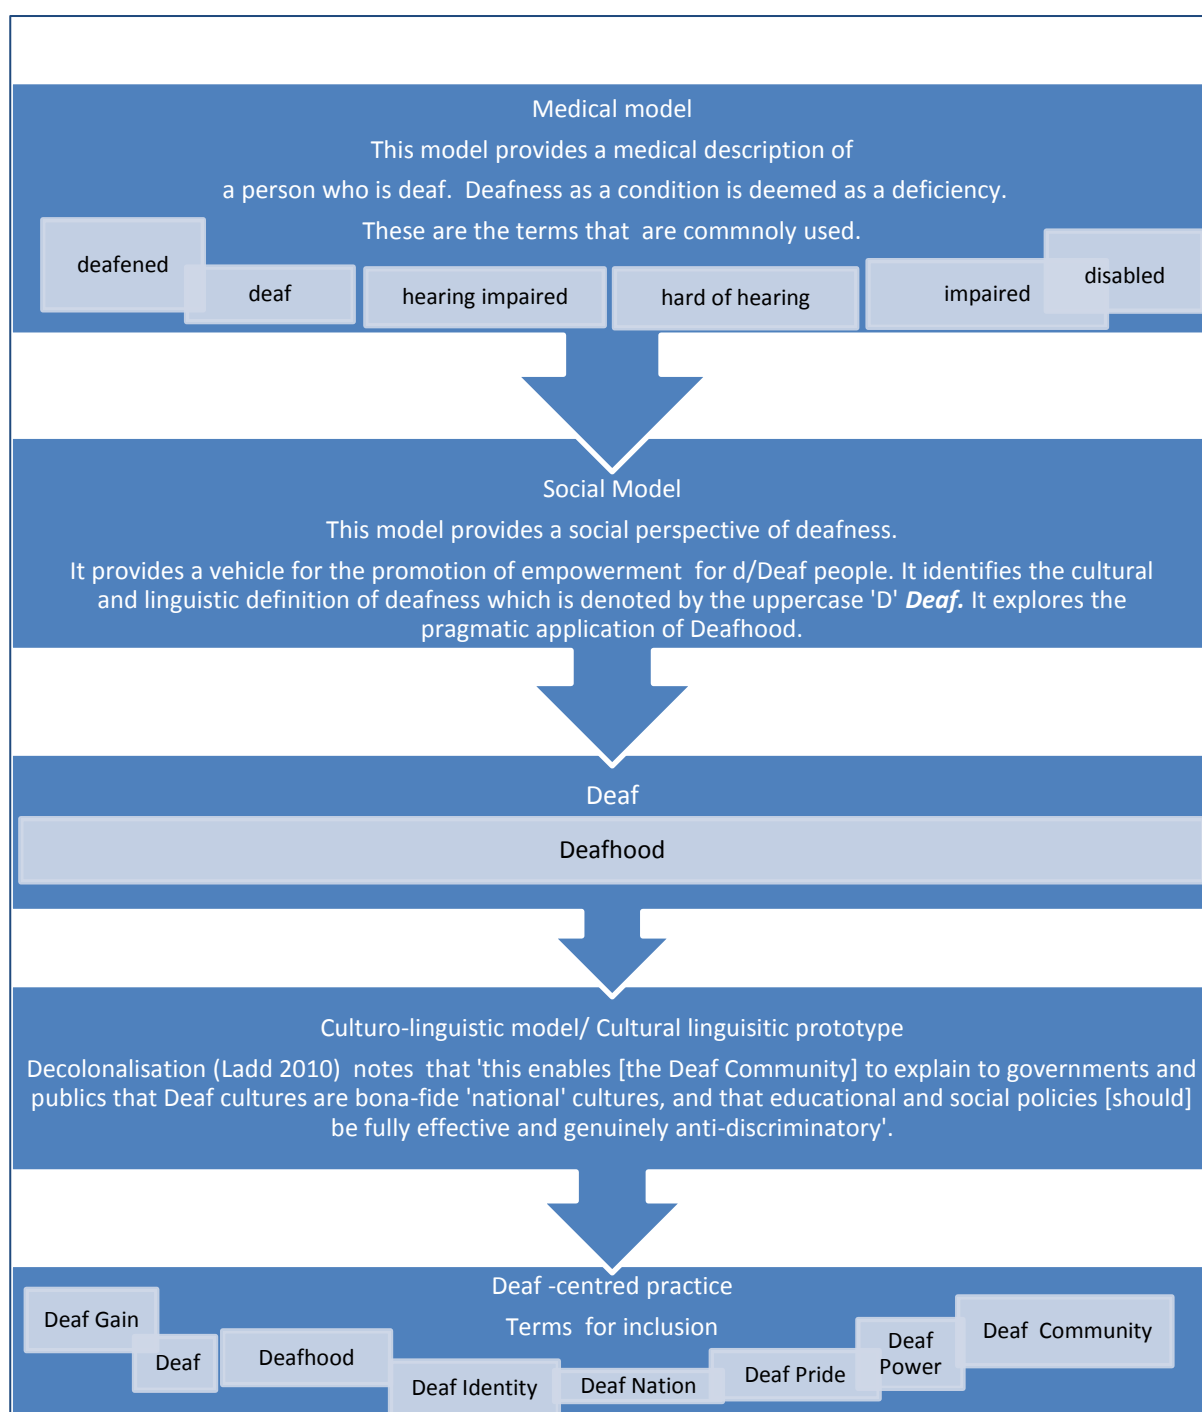 Medical model
This model provides a medical description of
a person who is deaf. Deafness as a condition is deemed as a deficiency.
These are the terms that are commnoly used.
deafened
deaf
hearing impaired
hard of hearing
impaired
disabled
Social Model
This model provides a social perspective of deafness.
It provides a vehicle for the promotion of empowerment for d/Deaf people. It identifies the cultural
and linguistic definition of deafness which is denoted by the uppercase 'D' Deaf. It explores the
pragmatic application of Deafhood.
Deaf
Deafhood
Culturo-linguistic model/ Cultural linguisitic prototype
Decolonalisation (Ladd 2010) notes that 'this enables [the Deaf Community] to explain to governments and
publics that Deaf cultures are bona-fide 'national' cultures, and that educational and social policies [should]
be fully effective and genuinely anti-discriminatory'.
Deaf -centred practice
Terms for inclusion
Deaf Gain
Deaf
Deafhood
Deaf Identity
Deaf Nation
Deaf Pride
Deaf
Power
Deaf Community